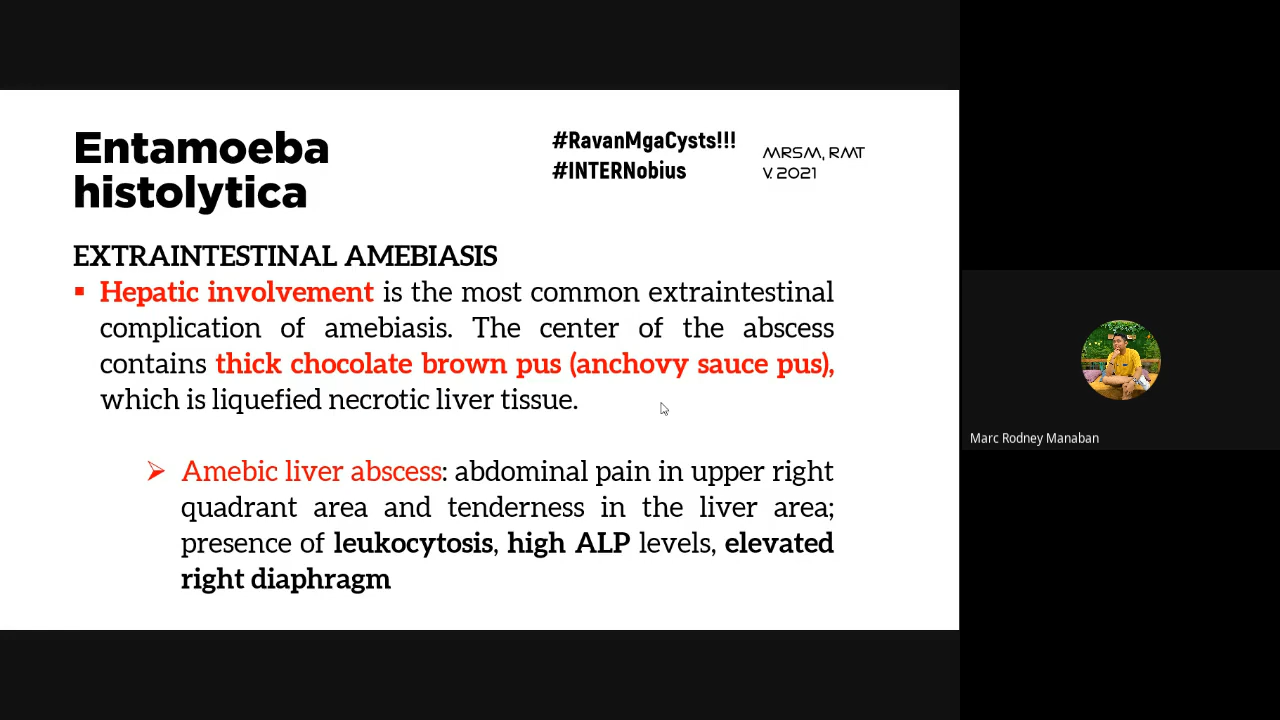 Entamoeba
histolytica
#RavanMgaCysts!!!
#INTERNobius
MRSM, RMT
V. 2021
EXTRAINTESTINAL AMEBIASIS
▪ Hepatic involvement is the most common extraintestinal
complication of amebiasis. The center of the abscess
contains thick chocolate brown pus (anchovy sauce pus),
which is liquefied necrotic liver tissue.
➢ Amebic liver abscess: abdominal pain in upper right
quadrant area and tenderness in the liver area;
presence of leukocytosis, high ALP levels, elevated
right diaphragm
Marc Rodney Manaban